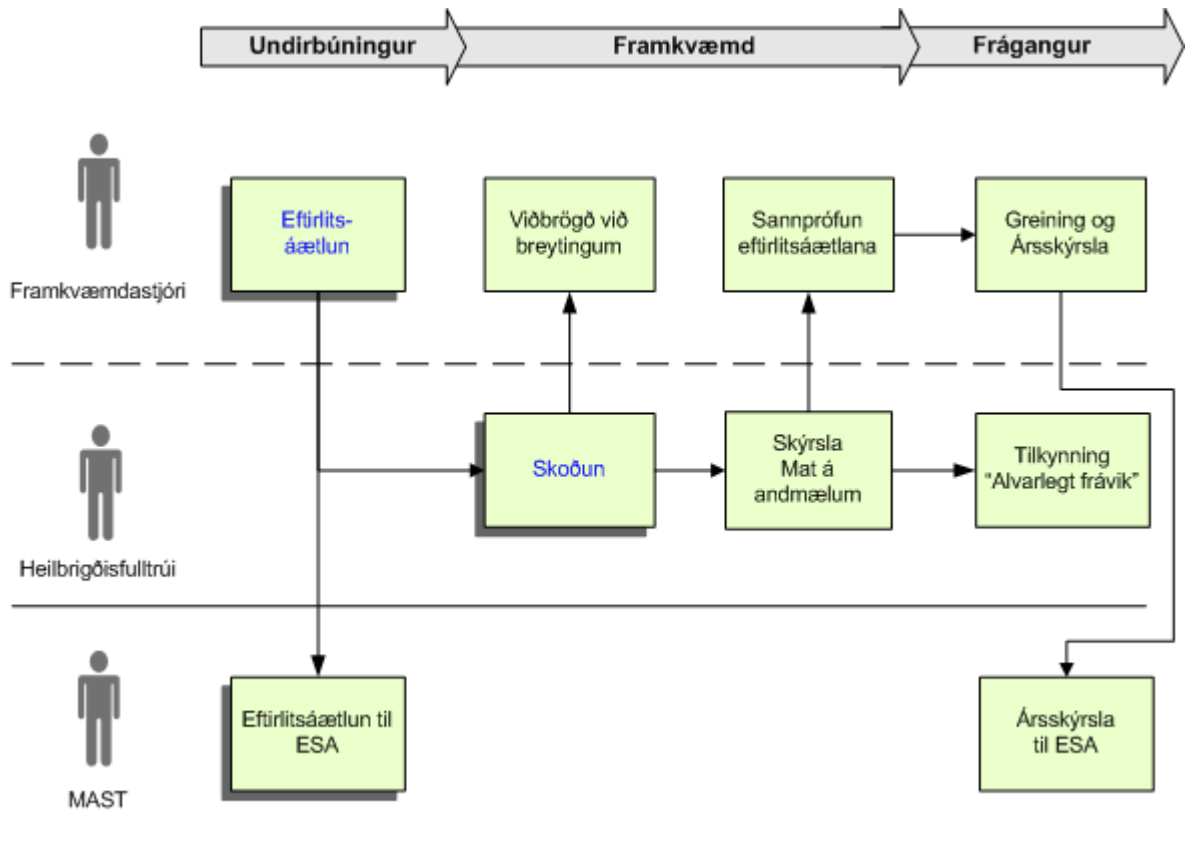 Undirbúningur
Framkvæmd
Frágangur
Framkvæmdastjóri
Eftirlits-
áætlun
Viðbrögð við
breytingum
Sannprófun
eftirlitsáætlana
Greining og
Ársskýrsla
Heilbrigðisfulltrúi
Skoðun
Skýrsla
Mat á
andmælum
Tilkynning
“Alvarlegt frávik”
MAST
Eftirlitsáætlun til
ESA
Ársskýrsla
til ESA